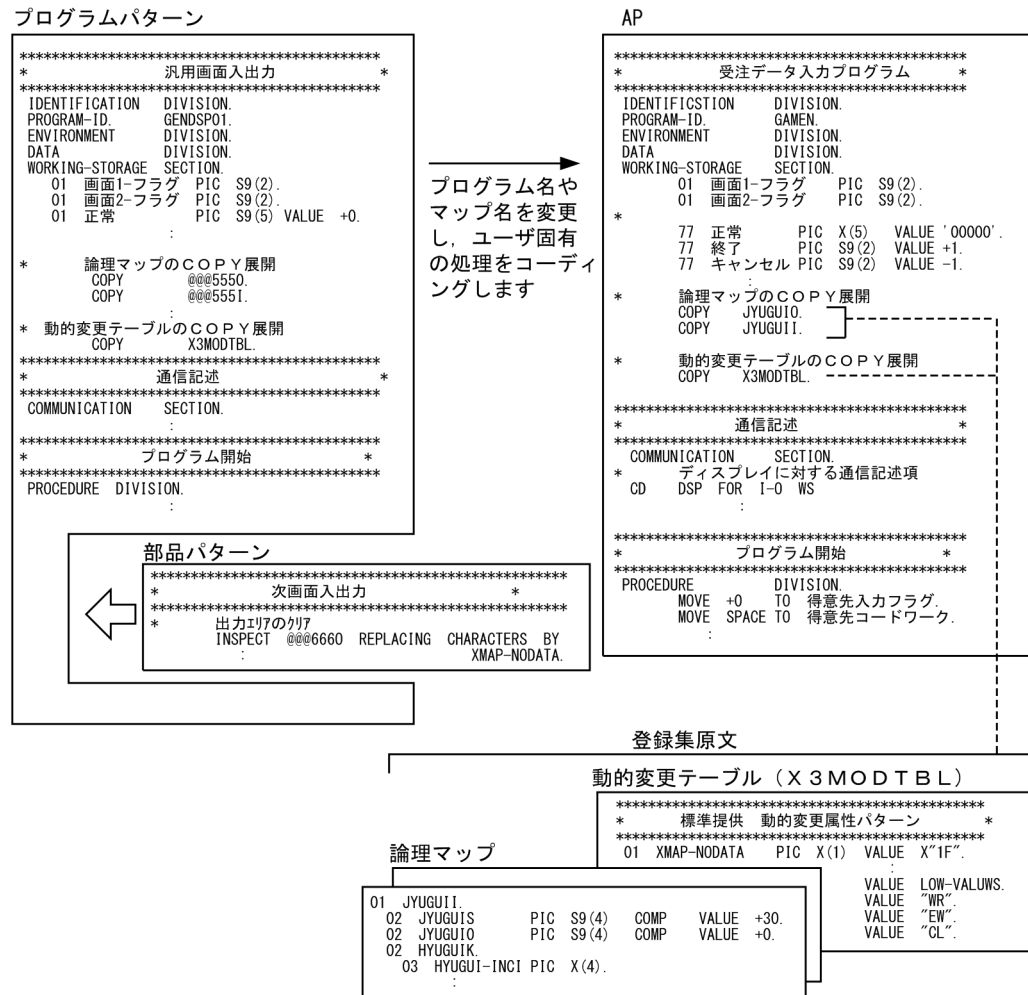 プログラムパターン
************************************************
* 汎用画面入出力 *
************************************************
IDENTIFICATION DIVISION.
PROGRAM-ID. GENDSP01.
ENVIRONMENT DIVISION.
DATA DIVISION.
WORKING-STORAGE SECTION.
01 画面1-フラグ PIC S9(2).
01 画面2-フラグ PIC S9(2).
01 正常 PIC S9(5) VALUE +0.
:
* 論理マップのCOPY展開
COPY @@@5550.
COPY @@@555I.
:
* 動的変更テーブルのCOPY展開
COPY X3MODTBL.
************************************************
* 通信記述 *
************************************************
COMMUNICATION SECTION.
:
************************************************
* プログラム開始 *
************************************************
PROCEDURE DIVISION.
:
部品パターン
****************************************************
* 次画面入出力 *
****************************************************
* 出力エリアのクリア
INSPECT @@@6660 REPLACING CHARACTERS BY
: XMAP-NODATA.
プログラム名や
マップ名を変更
し，ユーザ固有
の処理をコーディ
ングします
AP
********************************************
* 受注データ入力プログラム *
********************************************
IDENTIFICSTION DIVISION.
PROGRAM-ID. GAMEN.
ENVIRONMENT DIVISION.
DATA DIVISION.
WORKING-STORAGE SECTION.
01 画面1-フラグ PIC S9(2).
01 画面2-フラグ PIC S9(2).
*
77 正常 PIC X(5) VALUE '00000'.
77 終了 PIC S9(2) VALUE +1.
77 キャンセル PIC S9(2) VALUE -1.
:
* 論理マップのCOPY展開
COPY JYUGUIO.
COPY JYUGUII.
* 動的変更テーブルのCOPY展開
COPY X3MODTBL.
********************************************
* 通信記述 *
********************************************
COMMUNICATION SECTION.
* ディスプレイに対する通信記述項
CD DSP FOR I-O WS
:
********************************************
* プログラム開始 *
********************************************
PROCEDURE DIVISION.
MOVE +0 TO 得意先入力フラグ.
MOVE SPACE TO 得意先コードワーク.
:
登録集原文
動的変更テーブル（X3MODTBL）
**********************************************
* 標準提供 動的変更属性パターン *
**********************************************
01 XMAP-NODATA PIC X(1) VALUE X"1F".
:
VALUE LOW-VALUWS.
VALUE "WR".
VALUE "EW".
VALUE "CL".
論理マップ
01 JYUGUII.
02 JYUGUIS PIC S9(4) COMP VALUE +30.
02 JYUGUIO PIC S9(4) COMP VALUE +0.
02 HYUGUIK.
03 HYUGUI-INCI PIC X(4).
: